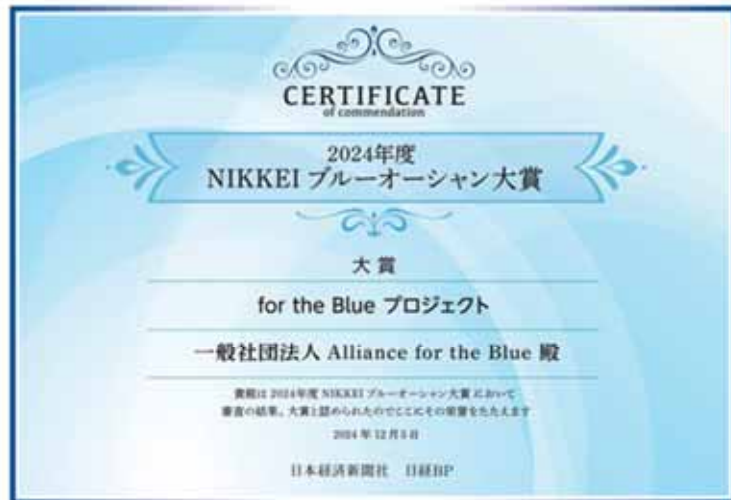 CERTIFICATE
of commendation
2024年度
NIKKEI ブルーオーシャン大賞
大賞
for the Blue プロジェクト
一般社団法人 Alliance for the Blue 殿
貴殿は 2024年度 NIKKEI ブルーオーシャン大賞 において
審査の結果、大賞と認められたのでここにその栄誉をたたえます
2024 年 12月5日
日本経済新聞社 日経BP